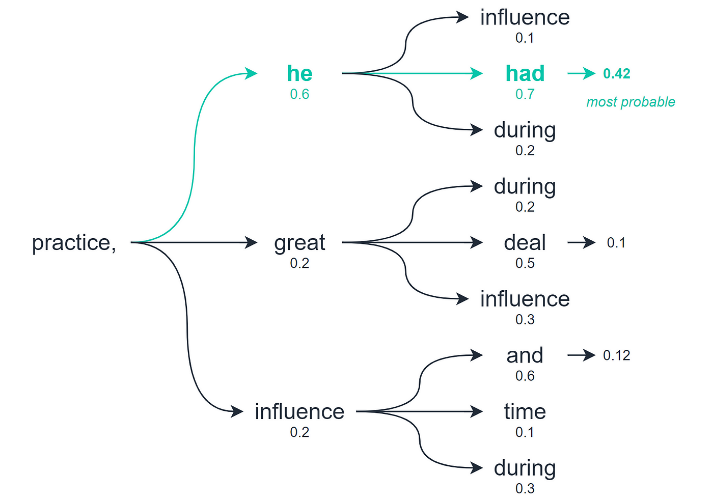 influence
0.1
he
0.6
had
0.7
0.42
most probable
during
0.2
during
0.2
practice,
great
0.2
deal
0.5
0.1
influence
0.3
and
0.6
0.12
influence
0.2
time
0.1
during
0.3